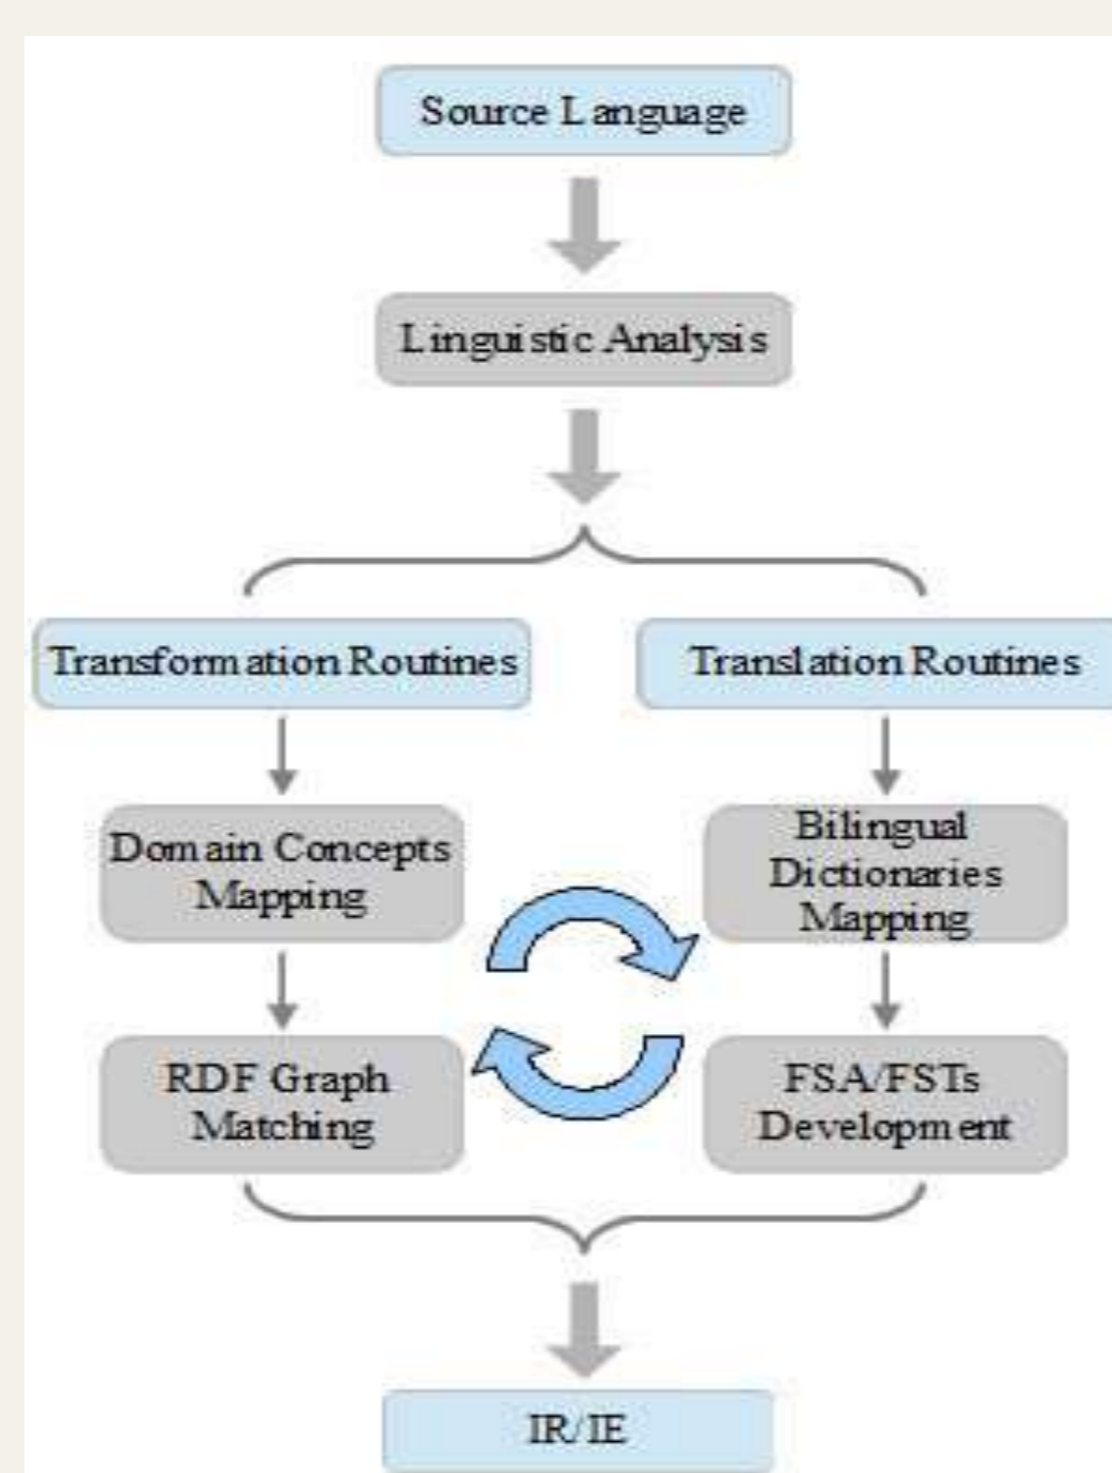 Source Language
Linguistic Analysis
Transformation Routines
Translation Routines
Domain Concepts
Mapping
Bilingual
Dictionaries
Mapping
RDF Graph
Matching
FSA/FSTs
Development
IR/IE